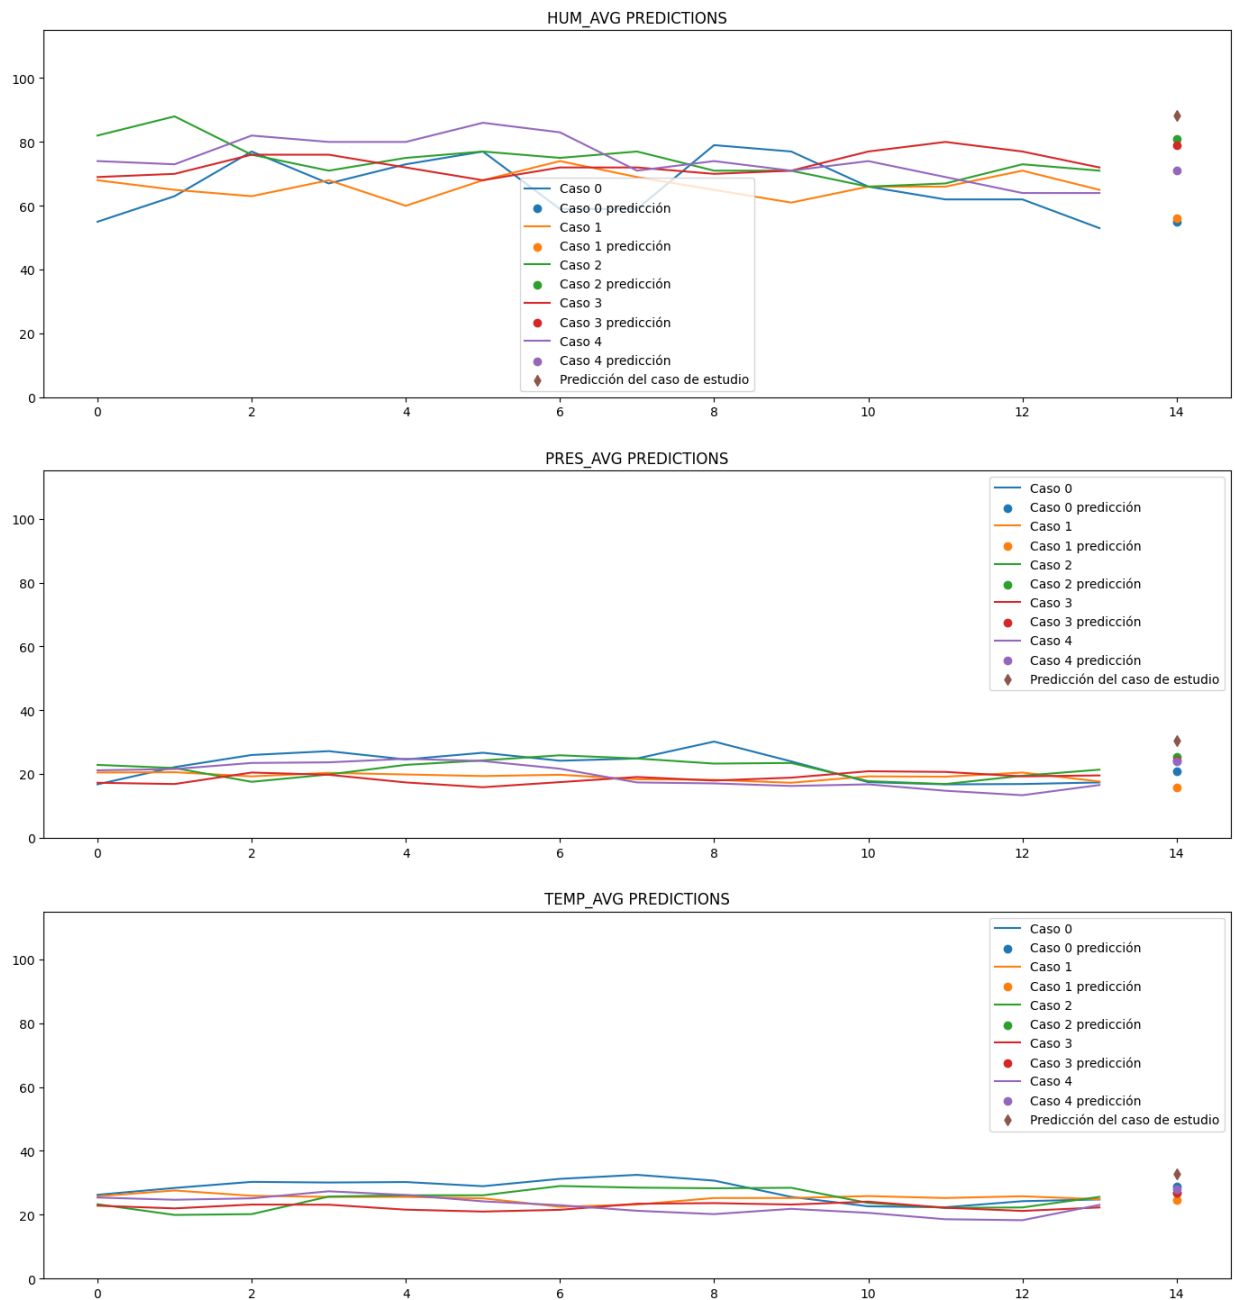 HUM_AVG PREDICTIONS
100
80
60
40
20
0
Caso 0
Caso 0 predicción
Caso 1
Caso 1 predicción
Caso 2
Caso 2 predicción
Caso 3
Caso 3 predicción
Caso 4
Caso 4 predicción
Predicción del caso de estudio
0 2 4 6 8 10 12 14
PRES_AVG PREDICTIONS
100
80
60
40
20
0
Caso 0
Caso 0 predicción
Caso 1
Caso 1 predicción
Caso 2
Caso 2 predicción
Caso 3
Caso 3 predicción
Caso 4
Caso 4 predicción
Predicción del caso de estudio
0 2 4 6 8 10 12 14
TEMP_AVG PREDICTIONS
100
80
60
40
20
0
Caso 0
Caso 0 predicción
Caso 1
Caso 1 predicción
Caso 2
Caso 2 predicción
Caso 3
Caso 3 predicción
Caso 4
Caso 4 predicción
Predicción del caso de estudio
0 2 4 6 8 10 12 14